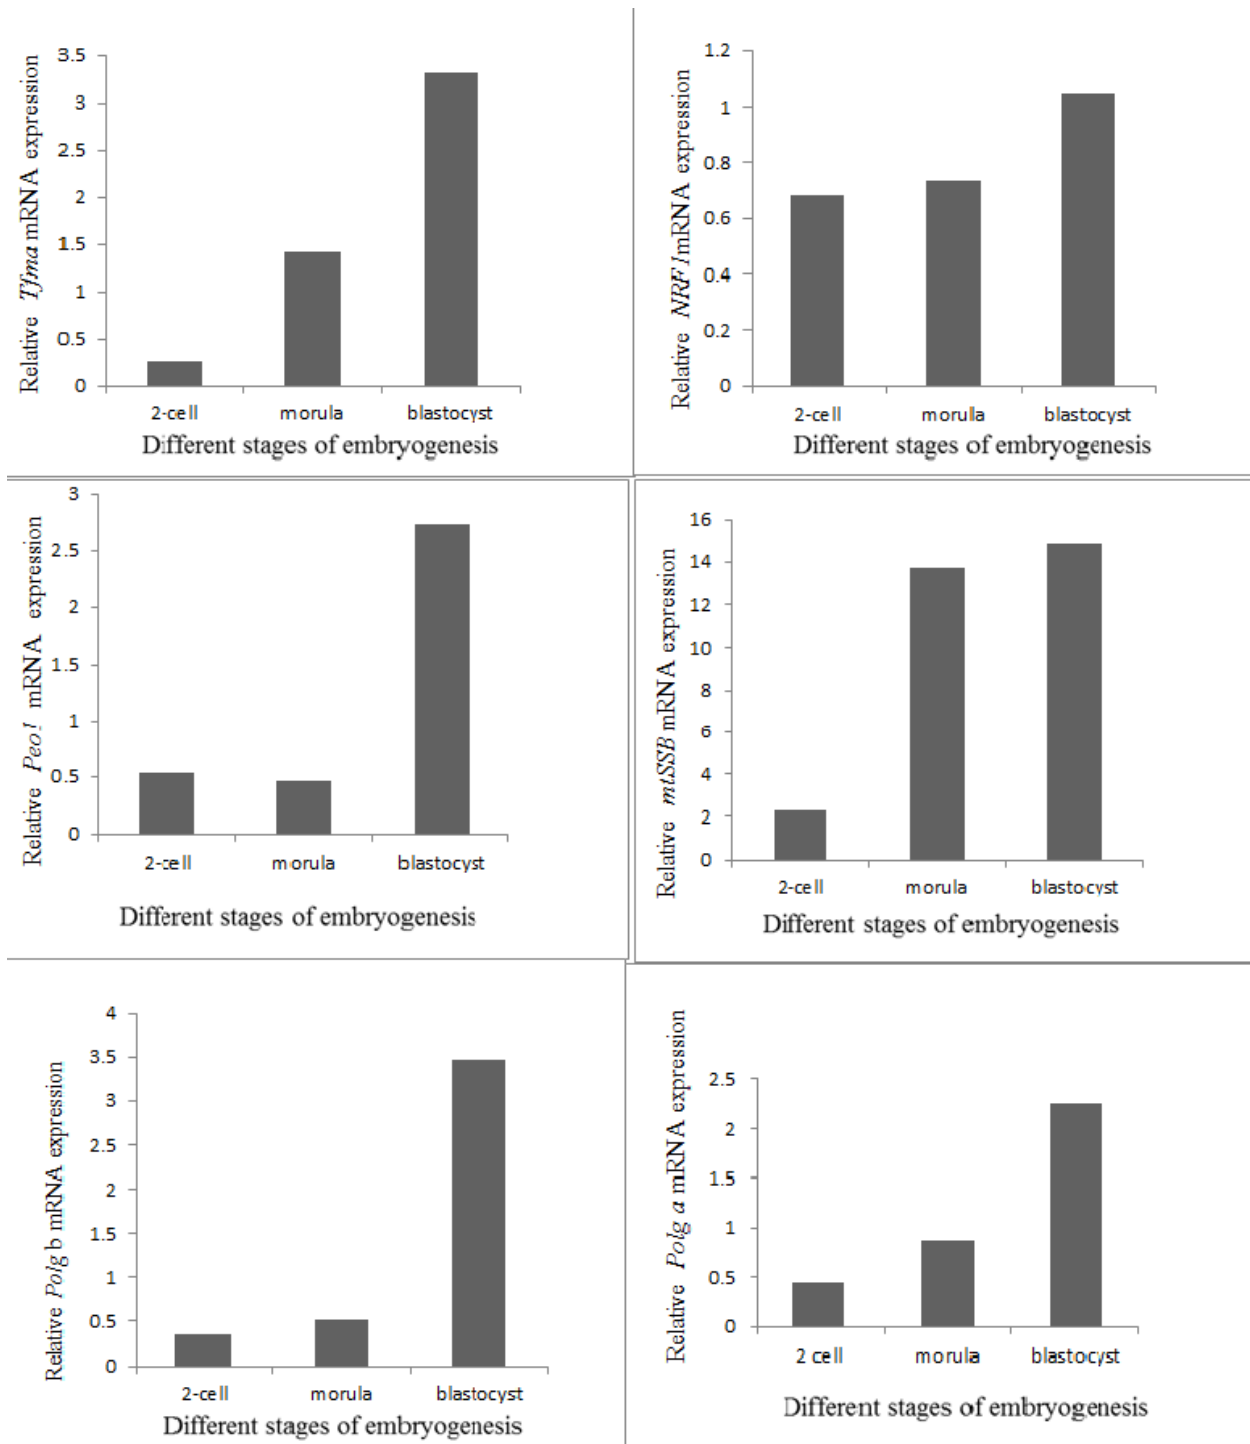 Relative Tfma mRNA expression
3.5
3
2.5
2
1.5
1
0.5
0
2-cell morula blastocyst
Different stages of embryogenesis
Relative NRF1mRNA expression
1.2
1
0.8
0.6
0.4
0.2
0
2-cell morula blastocyst
Different stages of embryogenesis
Relative Peo1 mRNA expression
3
2.5
2
1.5
1
0.5
0
2-cell morula blastocyst
Different stages of embryogenesis
Relative mtSSB mRNA expression
16
14
12
10
8
6
4
2
0
2-cell morula blastocyst
Different stages of embryogenesis
Relative Polg b mRNA expression
4
3.5
3
2.5
2
1.5
1
0.5
0
2-cell morula blastocyst
Different stages of embryogenesis
Relative Polg a mRNA expression
2.5
2
1.5
1
0.5
0
2 cell morula blastocyst
Different stages of embryogenesis